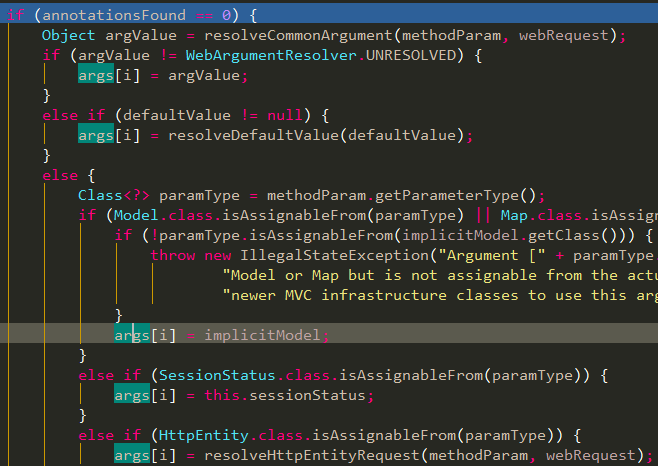 if (annotationsFound == 0) {
Object argValue = resolveCommonArgument(methodParam, webRequest);
if (argValue != WebArgumentResolver.UNRESOLVED) {
args[i] = argValue;
}
else if (defaultValue != null) {
args[i] = resolveDefaultValue(defaultValue);
}
else {
Class<?> paramType = methodParam.getParameterType();
if (Model.class.isAssignableFrom(paramType) || Map.class.isAssign
if (!paramType.isAssignableFrom(implicitModel.getClass())) {
throw new IllegalStateException("Argument [" + paramType
"Model or Map but is not assignable from the actu
"newer MVC infrastructure classes to use this arg
}
args[i] = implicitModel;
}
else if (SessionStatus.class.isAssignableFrom(paramType)) {
args[i] = this.sessionStatus;
}
else if (HttpEntity.class.isAssignableFrom(paramType)) {
args[i] = resolveHttpEntityRequest(methodParam, webRequest);